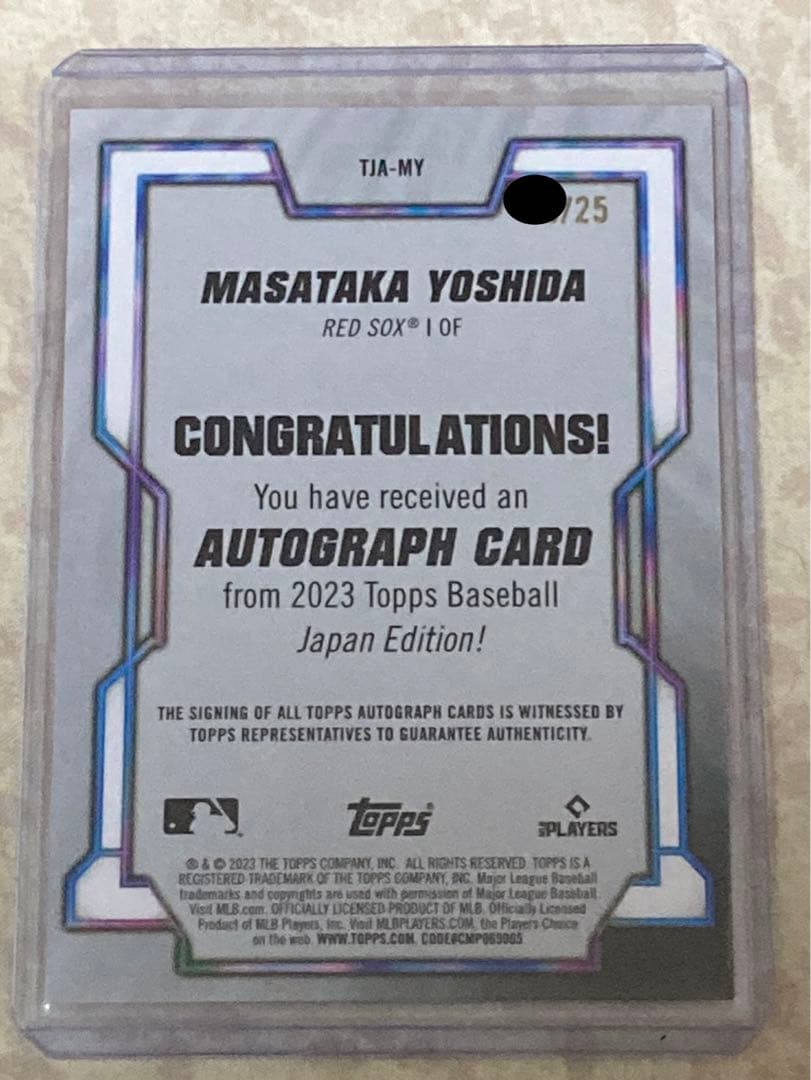 TJA-MY
/25
MASATAKA YOSHIDA
RED SOX® | OF
CONGRATULATIONS!
You have received an
AUTOGRAPH CARD
from 2023 Topps Baseball
Japan Edition!
THE SIGNING OF ALL TOPPS AUTOGRAPH CARDS IS WITNESSED BY
TOPPS REPRESENTATIVES TO GUARANTEE AUTHENTICITY.
Topps®
MLB PLAYERS
® & © 2023 THE TOPPS COMPANY, INC. ALL RIGHTS RESERVED. TOPPS IS A
REGISTERED TRADEMARK OF THE TOPPS COMPANY, INC. Major League Baseball
trademarks and copyrights are used with permission of Major League Baseball.
Visit MLB.com. OFFICIALLY LICENSED PRODUCT OF MLB. Officially Licensed
Product of MLB Players, Inc. Visit MLBPLAYERS.COM, the Players Choice
on the web. WWW.TOPPS.COM. CODE#CMP069005